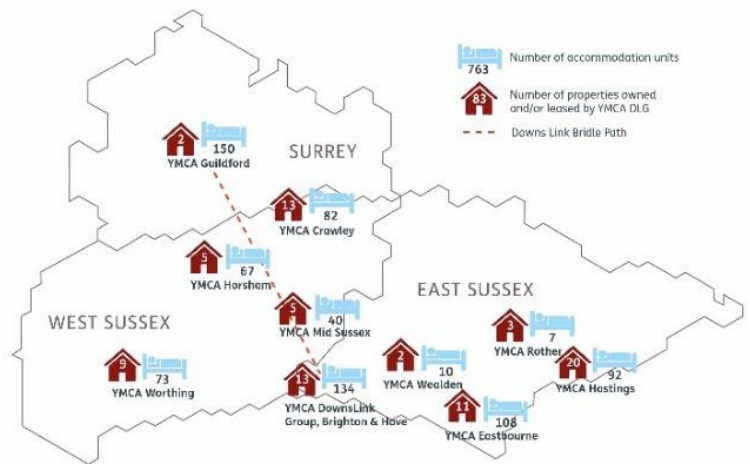 763
Number of accommodation units
83
Number of properties owned
and/or leased by YMCA DLG
Downs Link Bridle Path
2
150
YMCA Guildford
SURREY
13
82
YMCA Crawley
5
67
YMCA Horsham
5
40
YMCA Mid Sussex
EAST SUSSEX
WEST SUSSEX
3
7
YMCA Rother
9
73
YMCA Worthing
13
134
YMCA DownsLink
Group, Brighton & Hove
2
10
YMCA Wealden
20
92
YMCA Hastings
11
108
YMCA Eastbourne